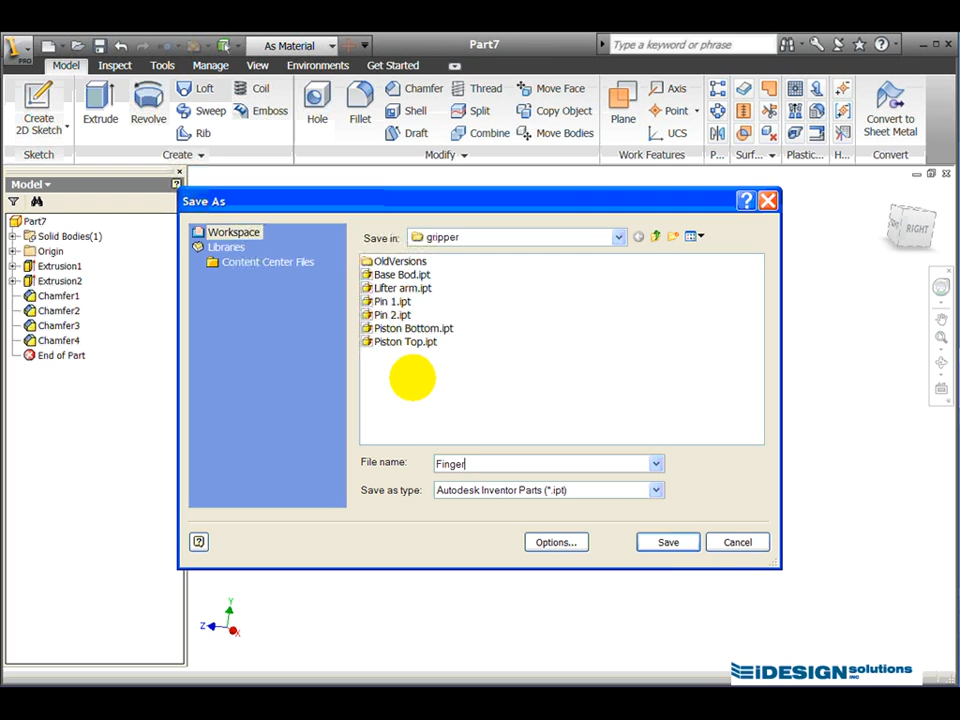 PRO
As Material
Part7
Type a keyword or phrase
Model
Inspect
Tools
Manage
View
Environments
Get Started
Create
2D Sketch
Sketch
Extrude
Revolve
Loft
Sweep
Rib
Coil
Emboss
Create
Hole
Fillet
Chamfer
Shell
Draft
Thread
Split
Combine
Move Face
Copy Object
Move Bodies
Modify
Plane
Axis
Point
UCS
Work Features
P...
Surf...
Plastic...
H...
Convert to
Sheet Metal
Convert
Model
Part7
Solid Bodies(1)
Origin
Extrusion1
Extrusion2
Chamfer1
Chamfer2
Chamfer3
Chamfer4
End of Part
Save As
Workspace
Libraries
Content Center Files
Save in:
gripper
OldVersions
Base Bod.ipt
Lifter arm.ipt
Pin 1.ipt
Pin 2.ipt
Piston Bottom.ipt
Piston Top.ipt
File name:
Finger
Save as type:
Autodesk Inventor Parts (*.ipt)
Options...
Save
Cancel
RIGHT
Y
Z
X
iDESIGN solutions
INC